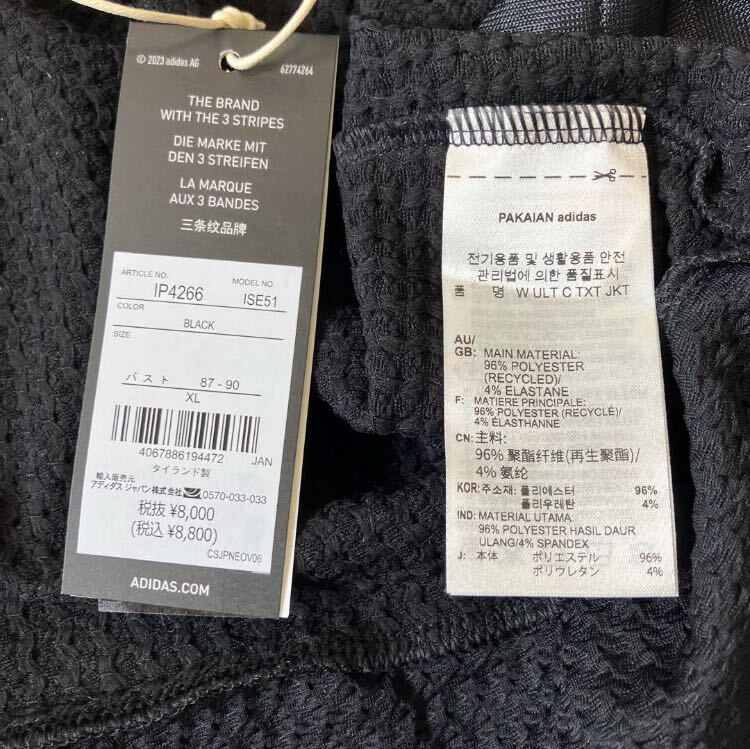 © 2023 adidas AG
62774264
THE BRAND
WITH THE 3 STRIPES
DIE MARKE MIT
DEN 3 STREIFEN
LA MARQUE
AUX 3 BANDES
三条纹品牌
ARTICLE NO.
MODEL NO.
IP4266
ISE51
COLOR
BLACK
SIZE
バスト 87 - 90
XL
4067886194472 JAN
タイランド製
輸入販売元
アディダス ジャパン株式会社 0570-033-033
税抜 ¥8,000
(税込 ¥8,800)
CSJPNEOV06
ADIDAS.COM
PAKAIAN adidas
전기용품 및 생활용품 안전
관리법에 의한 품질표시
품 명 W ULT C TXT JKT
AU/
GB: MAIN MATERIAL:
96% POLYESTER
(RECYCLED)/
4% ELASTANE
F: MATIERE PRINCIPALE:
96% POLYESTER (RECYCLÉ)/
4% ÉLASTHANNE
CN: 主料:
96% 聚酯纤维(再生聚酯)/
4% 氨纶
KOR: 주소재: 폴리에스터 96%
폴리우레탄 4%
IND: MATERIAL UTAMA:
96% POLYESTER HASIL DAUR
ULANG/4% SPANDEX
J: 本体 ポリエステル 96%
ポリウレタン 4%